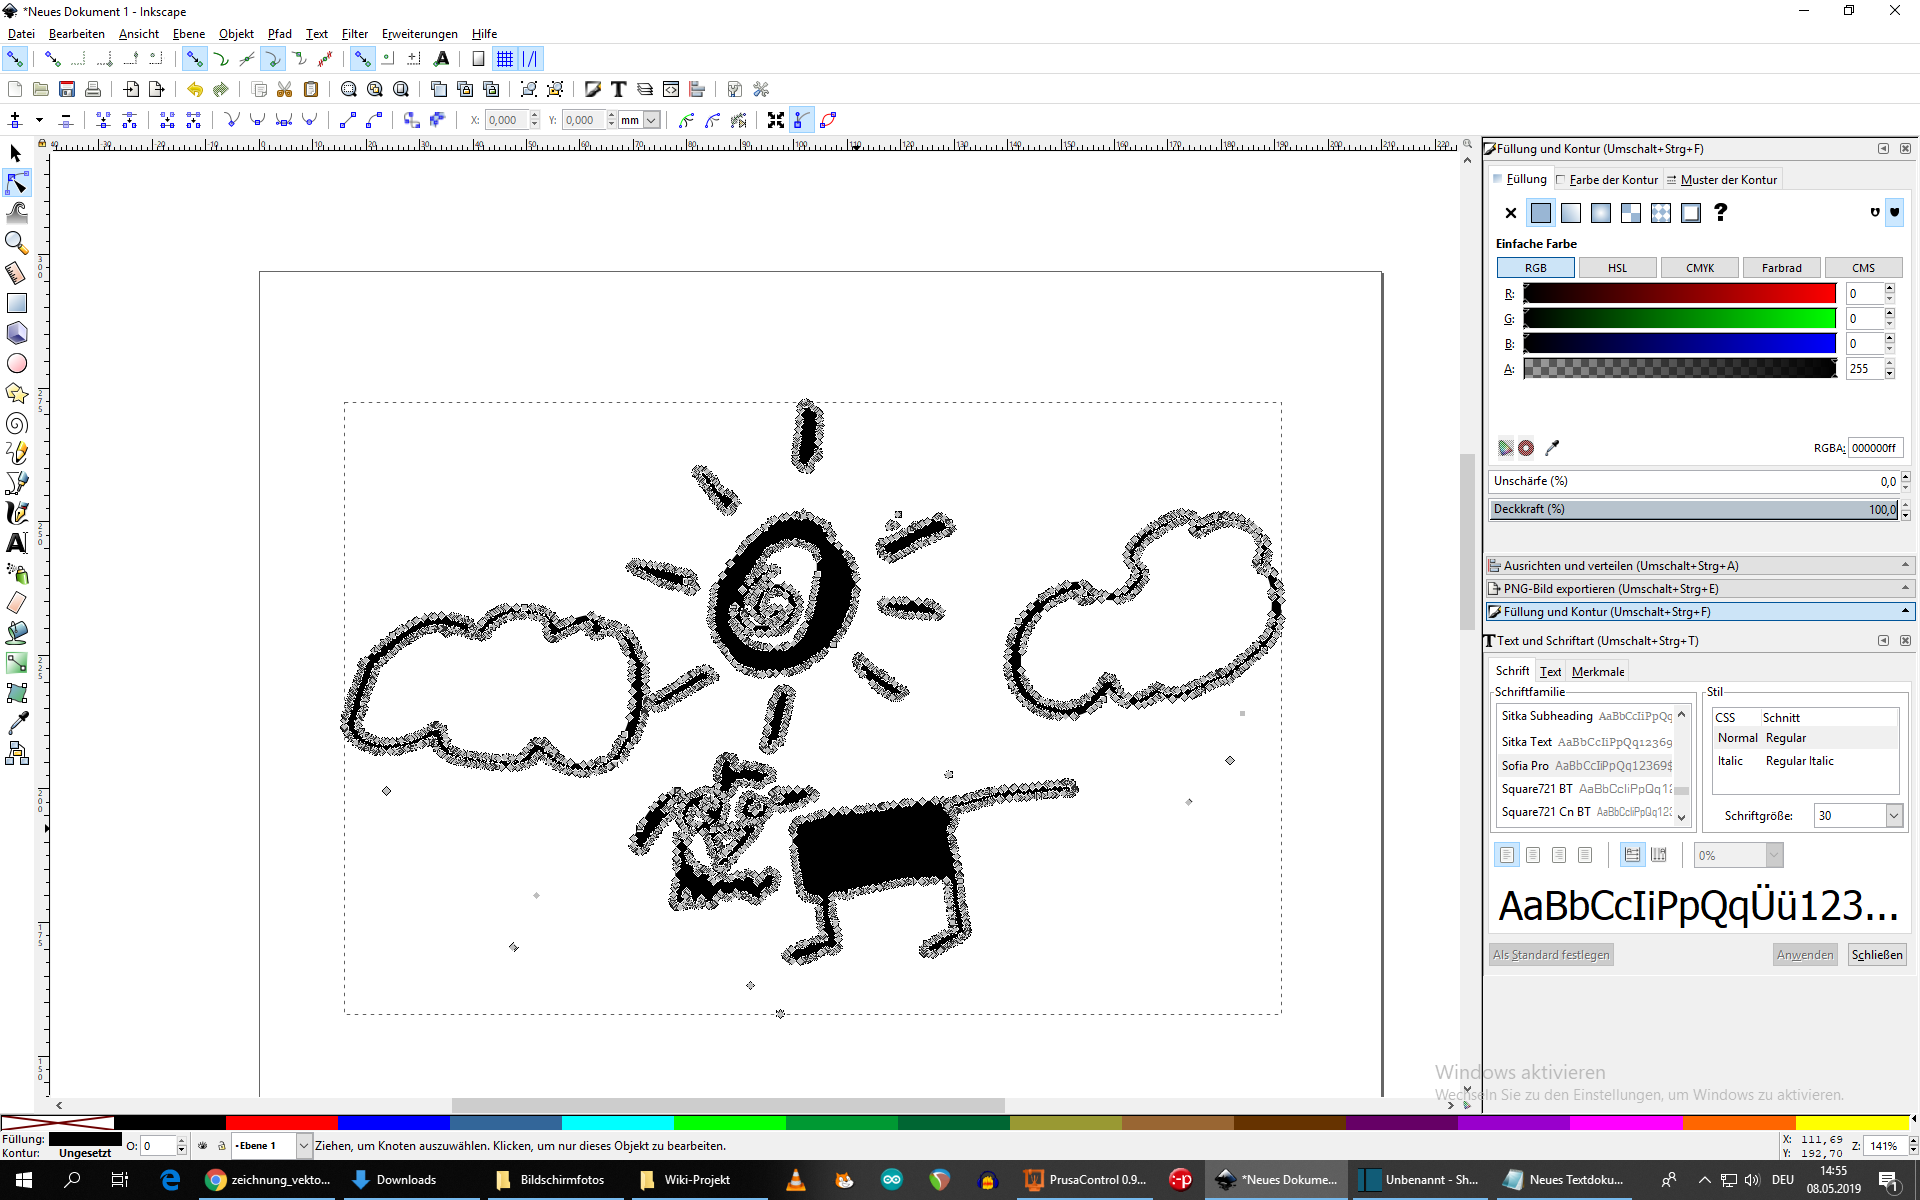 *Neues Dokument 1 - Inkscape
Datei Bearbeiten Ansicht Ebene Objekt Pfad Text Filter Erweiterungen Hilfe
X: 0,000 Y: 0,000 mm
Füllung und Kontur (Umschalt+Strg+F)
Füllung Farbe der Kontur Muster der Kontur
Einfache Farbe
RGB HSL CMYK Farbrad CMS
R: 0
G: 0
B: 0
A: 255
RGBA: 000000ff
Unschärfe (%) 0,0
Deckkraft (%) 100,0
Ausrichten und verteilen (Umschalt+Strg+A)
PNG-Bild exportieren (Umschalt+Strg+E)
Füllung und Kontur (Umschalt+Strg+F)
Text und Schriftart (Umschalt+Strg+T)
Schrift Text Merkmale
Schriftfamilie Stil
Sitka Subheading AaBbCcIiPpQq
Sitka Text AaBbCcIiPpQq12369
Sofia Pro AaBbCcIiPpQq12369$
Square721 BT AaBbCcIiPpQq12
Square721 Cn BT AaBbCcIiPpQq123
CSS Schnitt
Normal Regular
Italic Regular Italic
Schriftgröße: 30
0%
AaBbCcIiPpQqÜü123...
Als Standard festlegen Anwenden Schließen
Windows aktivieren
Wechseln Sie zu den Einstellungen, um Windows zu aktivieren.
Füllung: O: 0 Ebene 1 Ziehen, um Knoten auszuwählen. Klicken, um nur dieses Objekt zu bearbeiten. X: 111,69 Z: 141%
Kontur: Ungesetzt Y: 192,70
zeichnung_vekto... Downloads Bildschirmfotos Wiki-Projekt PrusaControl 0.9... *Neues Dokume... Unbenannt - Sh... Neues Textdoku... DEU 14:55
08.05.2019